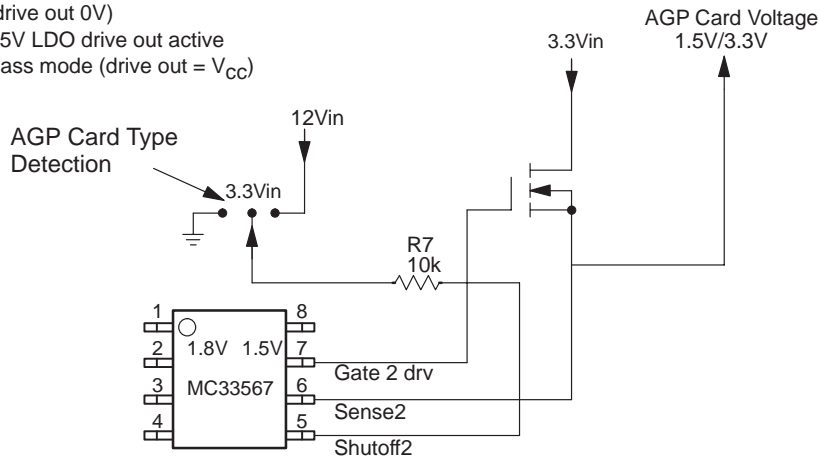 drive out 0V)
5V LDO drive out active
ass mode (drive out = VCC)
AGP Card Voltage
1.5V/3.3V
3.3Vin
12Vin
AGP Card Type
Detection
3.3Vin
R7
10k
1
8
2
1.8V 1.5V
7
Gate 2 drv
3
MC33567
6
Sense2
4
5
Shutoff2